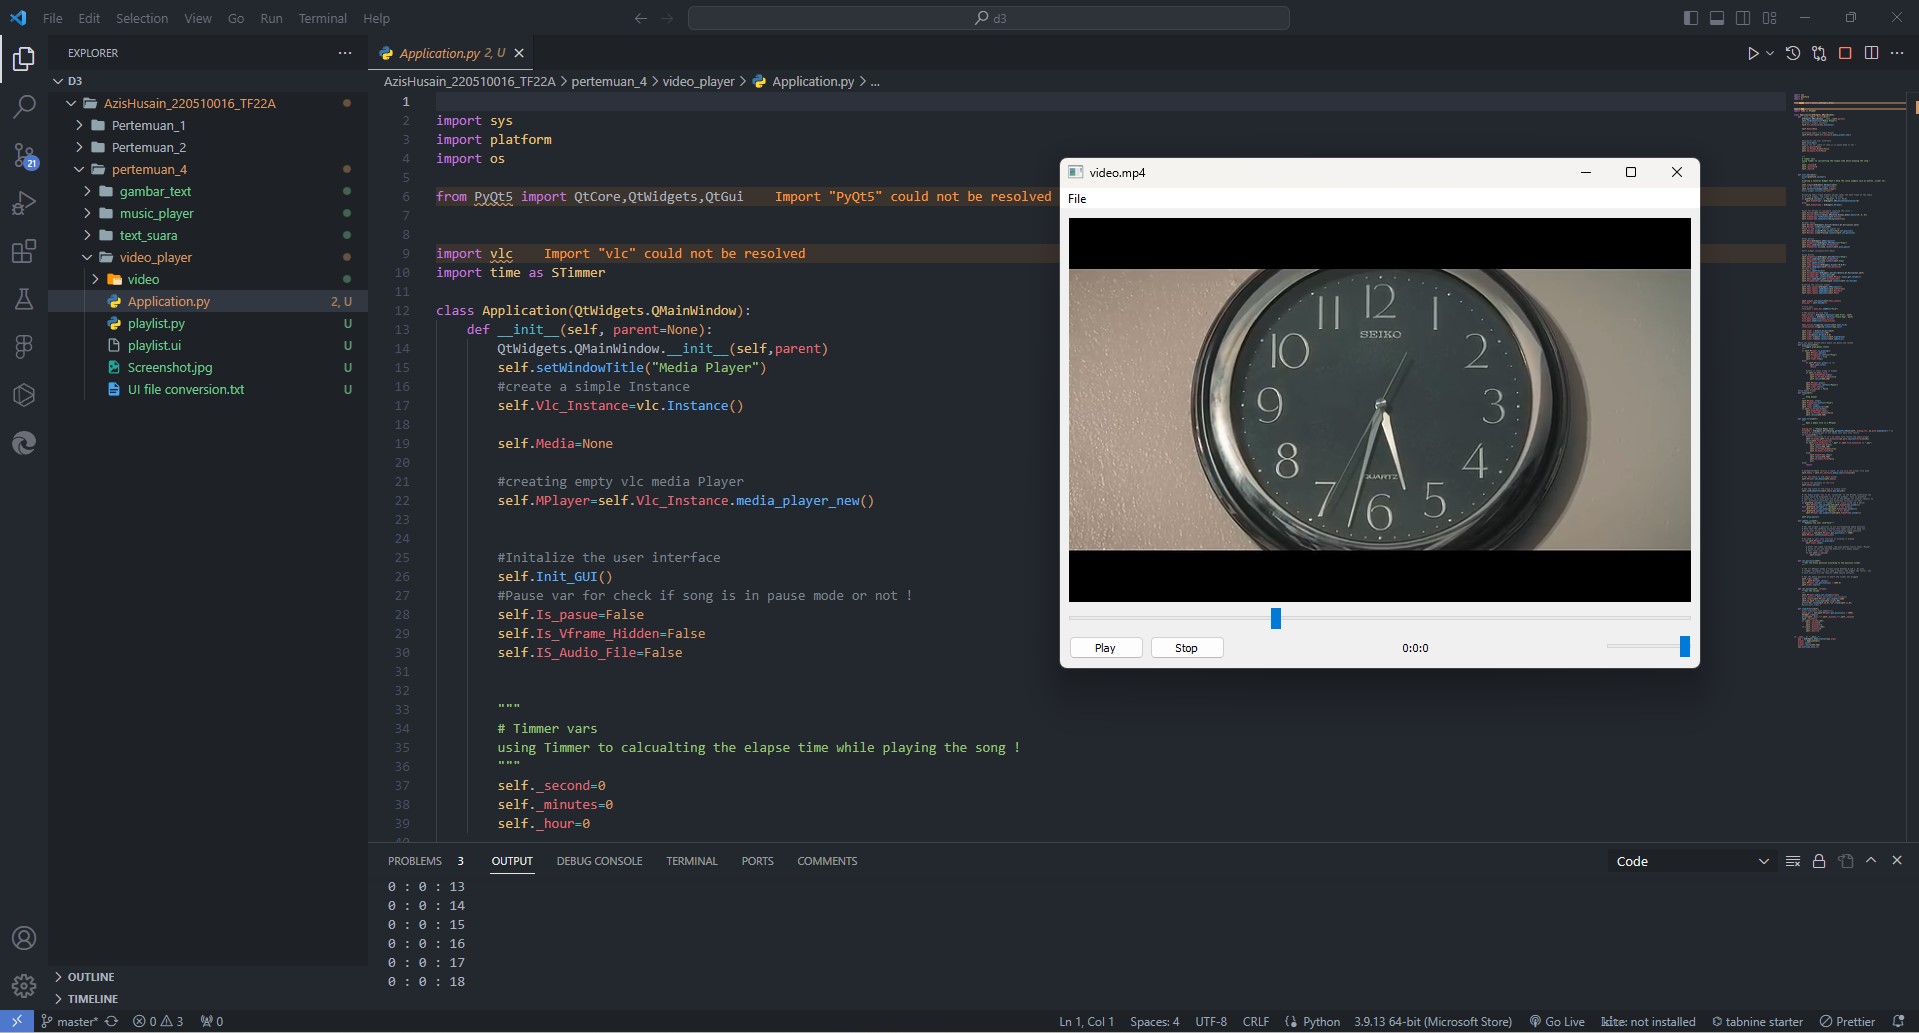 File Edit Selection View Go Run Terminal Help
d3
EXPLORER
D3
AzisHusain_220510016_TF22A
Pertemuan_1
Pertemuan_2
pertemuan_4
gambar_text
music_player
text_suara
video_player
video
Application.py 2, U
playlist.py U
playlist.ui U
Screenshot.jpg U
UI file conversion.txt U
OUTLINE
TIMELINE
21
Application.py 2, U
AzisHusain_220510016_TF22A > pertemuan_4 > video_player > Application.py > ...
1
2 import sys
3 import platform
4 import os
5
6 from PyQt5 import QtCore,QtWidgets,QtGui Import "PyQt5" could not be resolved
7
8
9 import vlc Import "vlc" could not be resolved
10 import time as STimmer
11
12 class Application(QtWidgets.QMainWindow):
13 def __init__(self, parent=None):
14 QtWidgets.QMainWindow.__init__(self,parent)
15 self.setWindowTitle("Media Player")
16 #create a simple Instance
17 self.Vlc_Instance=vlc.Instance()
18
19 self.Media=None
20
21 #creating empty vlc media Player
22 self.MPlayer=self.Vlc_Instance.media_player_new()
23
24
25 #Initalize the user interface
26 self.Init_GUI()
27 #Pause var for check if song is in pause mode or not !
28 self.Is_pasue=False
29 self.Is_Vframe_Hidden=False
30 self.IS_Audio_File=False
31
32
33 """
34 # Timmer vars
35 using Timmer to calcualting the elapse time while playing the song !
36 """
37 self._second=0
38 self._minutes=0
39 self._hour=0
video.mp4
File
12
11 1
SEIKO
10 2
9 3
8 4
QUARTZ
7 5
6
Play Stop 0:0:0
PROBLEMS 3 OUTPUT DEBUG CONSOLE TERMINAL PORTS COMMENTS
Code
0 : 0 : 13
0 : 0 : 14
0 : 0 : 15
0 : 0 : 16
0 : 0 : 17
0 : 0 : 18
master* 0 3 0
Ln 1, Col 1 Spaces: 4 UTF-8 CRLF Python 3.9.13 64-bit (Microsoft Store) Go Live kite: not installed tabnine starter Prettier